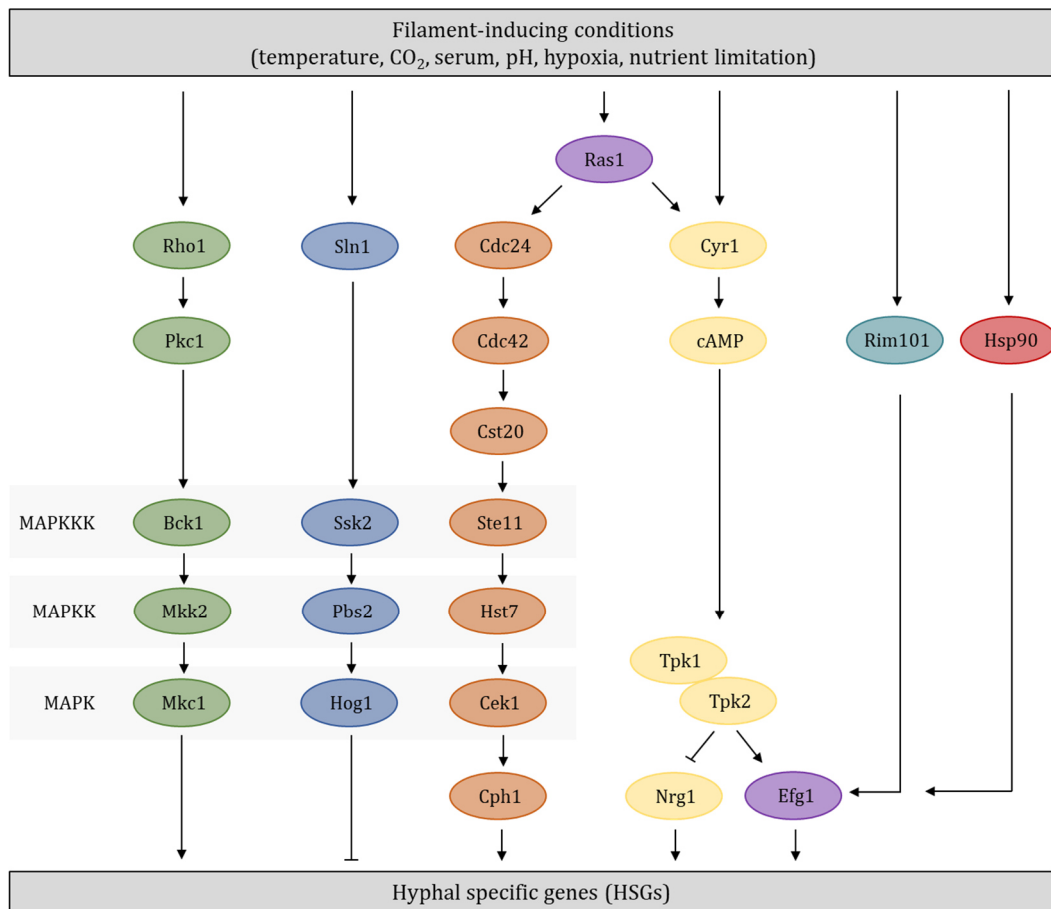 Filament-inducing conditions
(temperature, CO₂, serum, pH, hypoxia, nutrient limitation)
Ras1
Rho1
Sln1
Cdc24
Cyr1
Pkc1
Cdc42
cAMP
Rim101
Hsp90
Cst20
MAPKKK
Bck1
Ssk2
Ste11
MAPKK
Mkk2
Pbs2
Hst7
Tpk1
MAPK
Mkc1
Hog1
Cek1
Tpk2
Cph1
Nrg1
Efg1
Hyphal specific genes (HSGs)